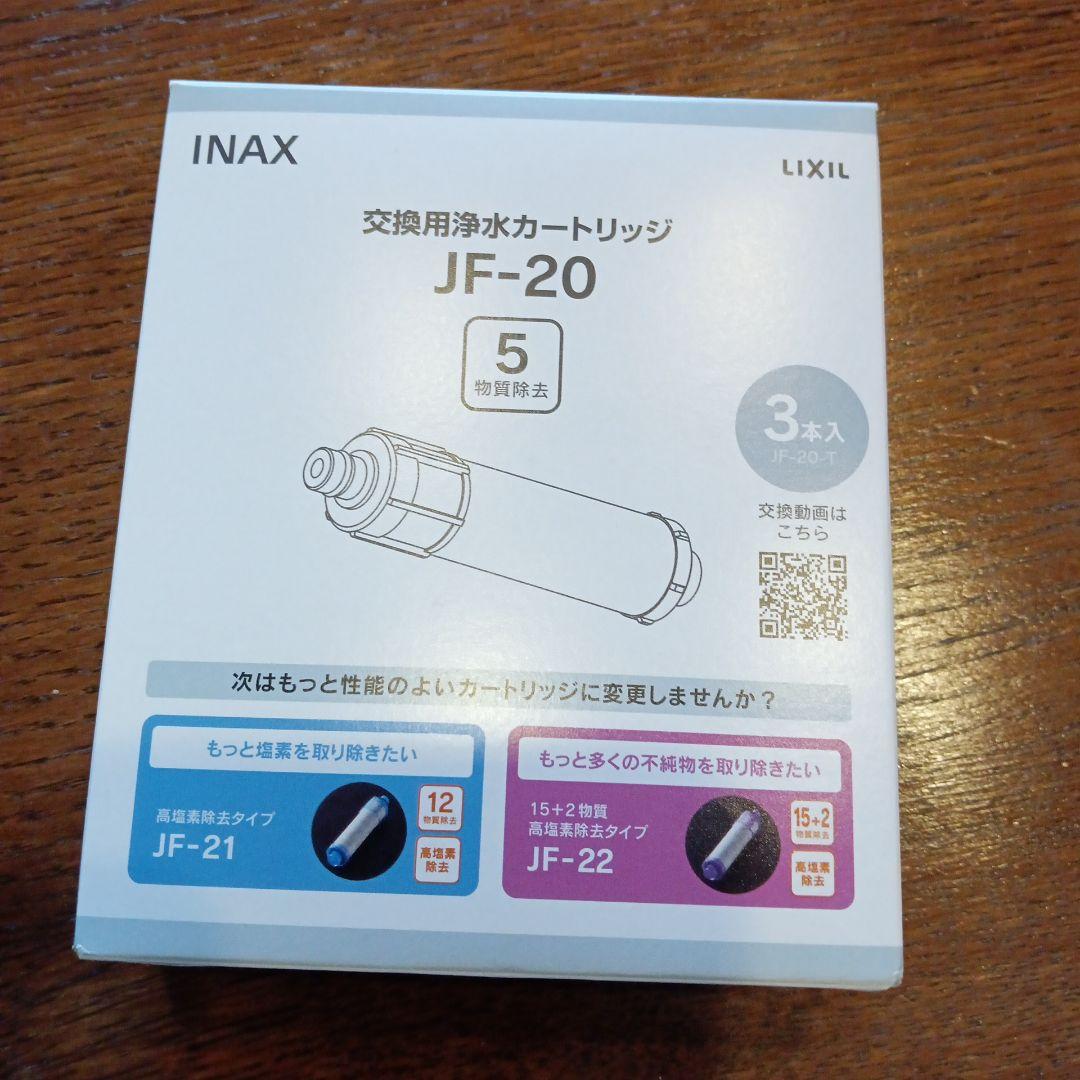 INAX
LIXIL
交換用浄水カートリッジ
JF-20
5
物質除去
3本入
JF-20-T
交換動画は
こちら
次はもっと性能のよいカートリッジに変更しませんか？
もっと塩素を取り除きたい
高塩素除去タイプ
JF-21
12
物質除去
高塩素
除去
もっと多くの不純物を取り除きたい
15+2物質
高塩素除去タイプ
JF-22
15+2
物質除去
高塩素
除去